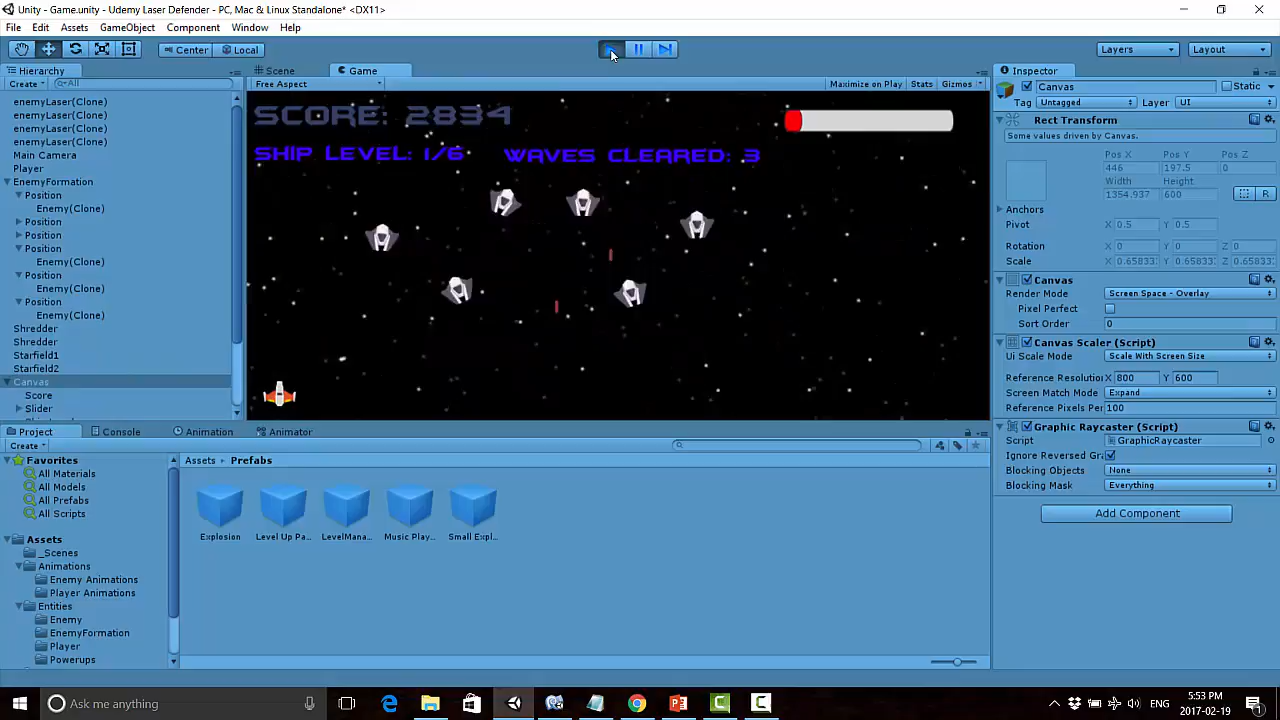 Unity - Game.unity - Udemy Laser Defender - PC, Mac & Linux Standalone* <DX11>
File Edit Assets GameObject Component Window Help
Center Local Layers Layout
Hierarchy Scene Game Inspector
Create All Free Aspect Maximize on Play Stats Gizmos Canvas Static
Tag Untagged Layer UI
enemyLaser(Clone)
enemyLaser(Clone)
enemyLaser(Clone)
enemyLaser(Clone)
Main Camera
Player
EnemyFormation
Position
Enemy(Clone)
Position
Position
Position
Enemy(Clone)
Position
Enemy(Clone)
Position
Enemy(Clone)
Shredder
Shredder
Starfield1
Starfield2
Canvas
Score
Slider
SCORE: 2834
SHIP LEVEL: 1/6 WAVES CLEARED: 3
Rect Transform
Some values driven by Canvas.
Pos X Pos Y Pos Z
446 197.5 0
Width Height
1354.937 600
R
Anchors
Pivot X 0.5 Y 0.5
Rotation X 0 Y 0 Z 0
Scale X 0.65833 Y 0.65833 Z 0.65833
Canvas
Render Mode Screen Space - Overlay
Pixel Perfect
Sort Order 0
Canvas Scaler (Script)
Ui Scale Mode Scale With Screen Size
Reference Resolutio X 800 Y 600
Screen Match Mode Expand
Reference Pixels Per 100
Graphic Raycaster (Script)
Script GraphicRaycaster
Ignore Reversed Gra
Blocking Objects None
Blocking Mask Everything
Add Component
Project Console Animation Animator
Create
Favorites
All Materials
All Models
All Prefabs
All Scripts
Assets
_Scenes
Animations
Enemy Animations
Player Animations
Entities
Enemy
EnemyFormation
Player
Powerups
Assets Prefabs
Explosion Level Up Pa... LevelMana... Music Play... Small Expl...
Ask me anything
ENG
5:53 PM
2017-02-19